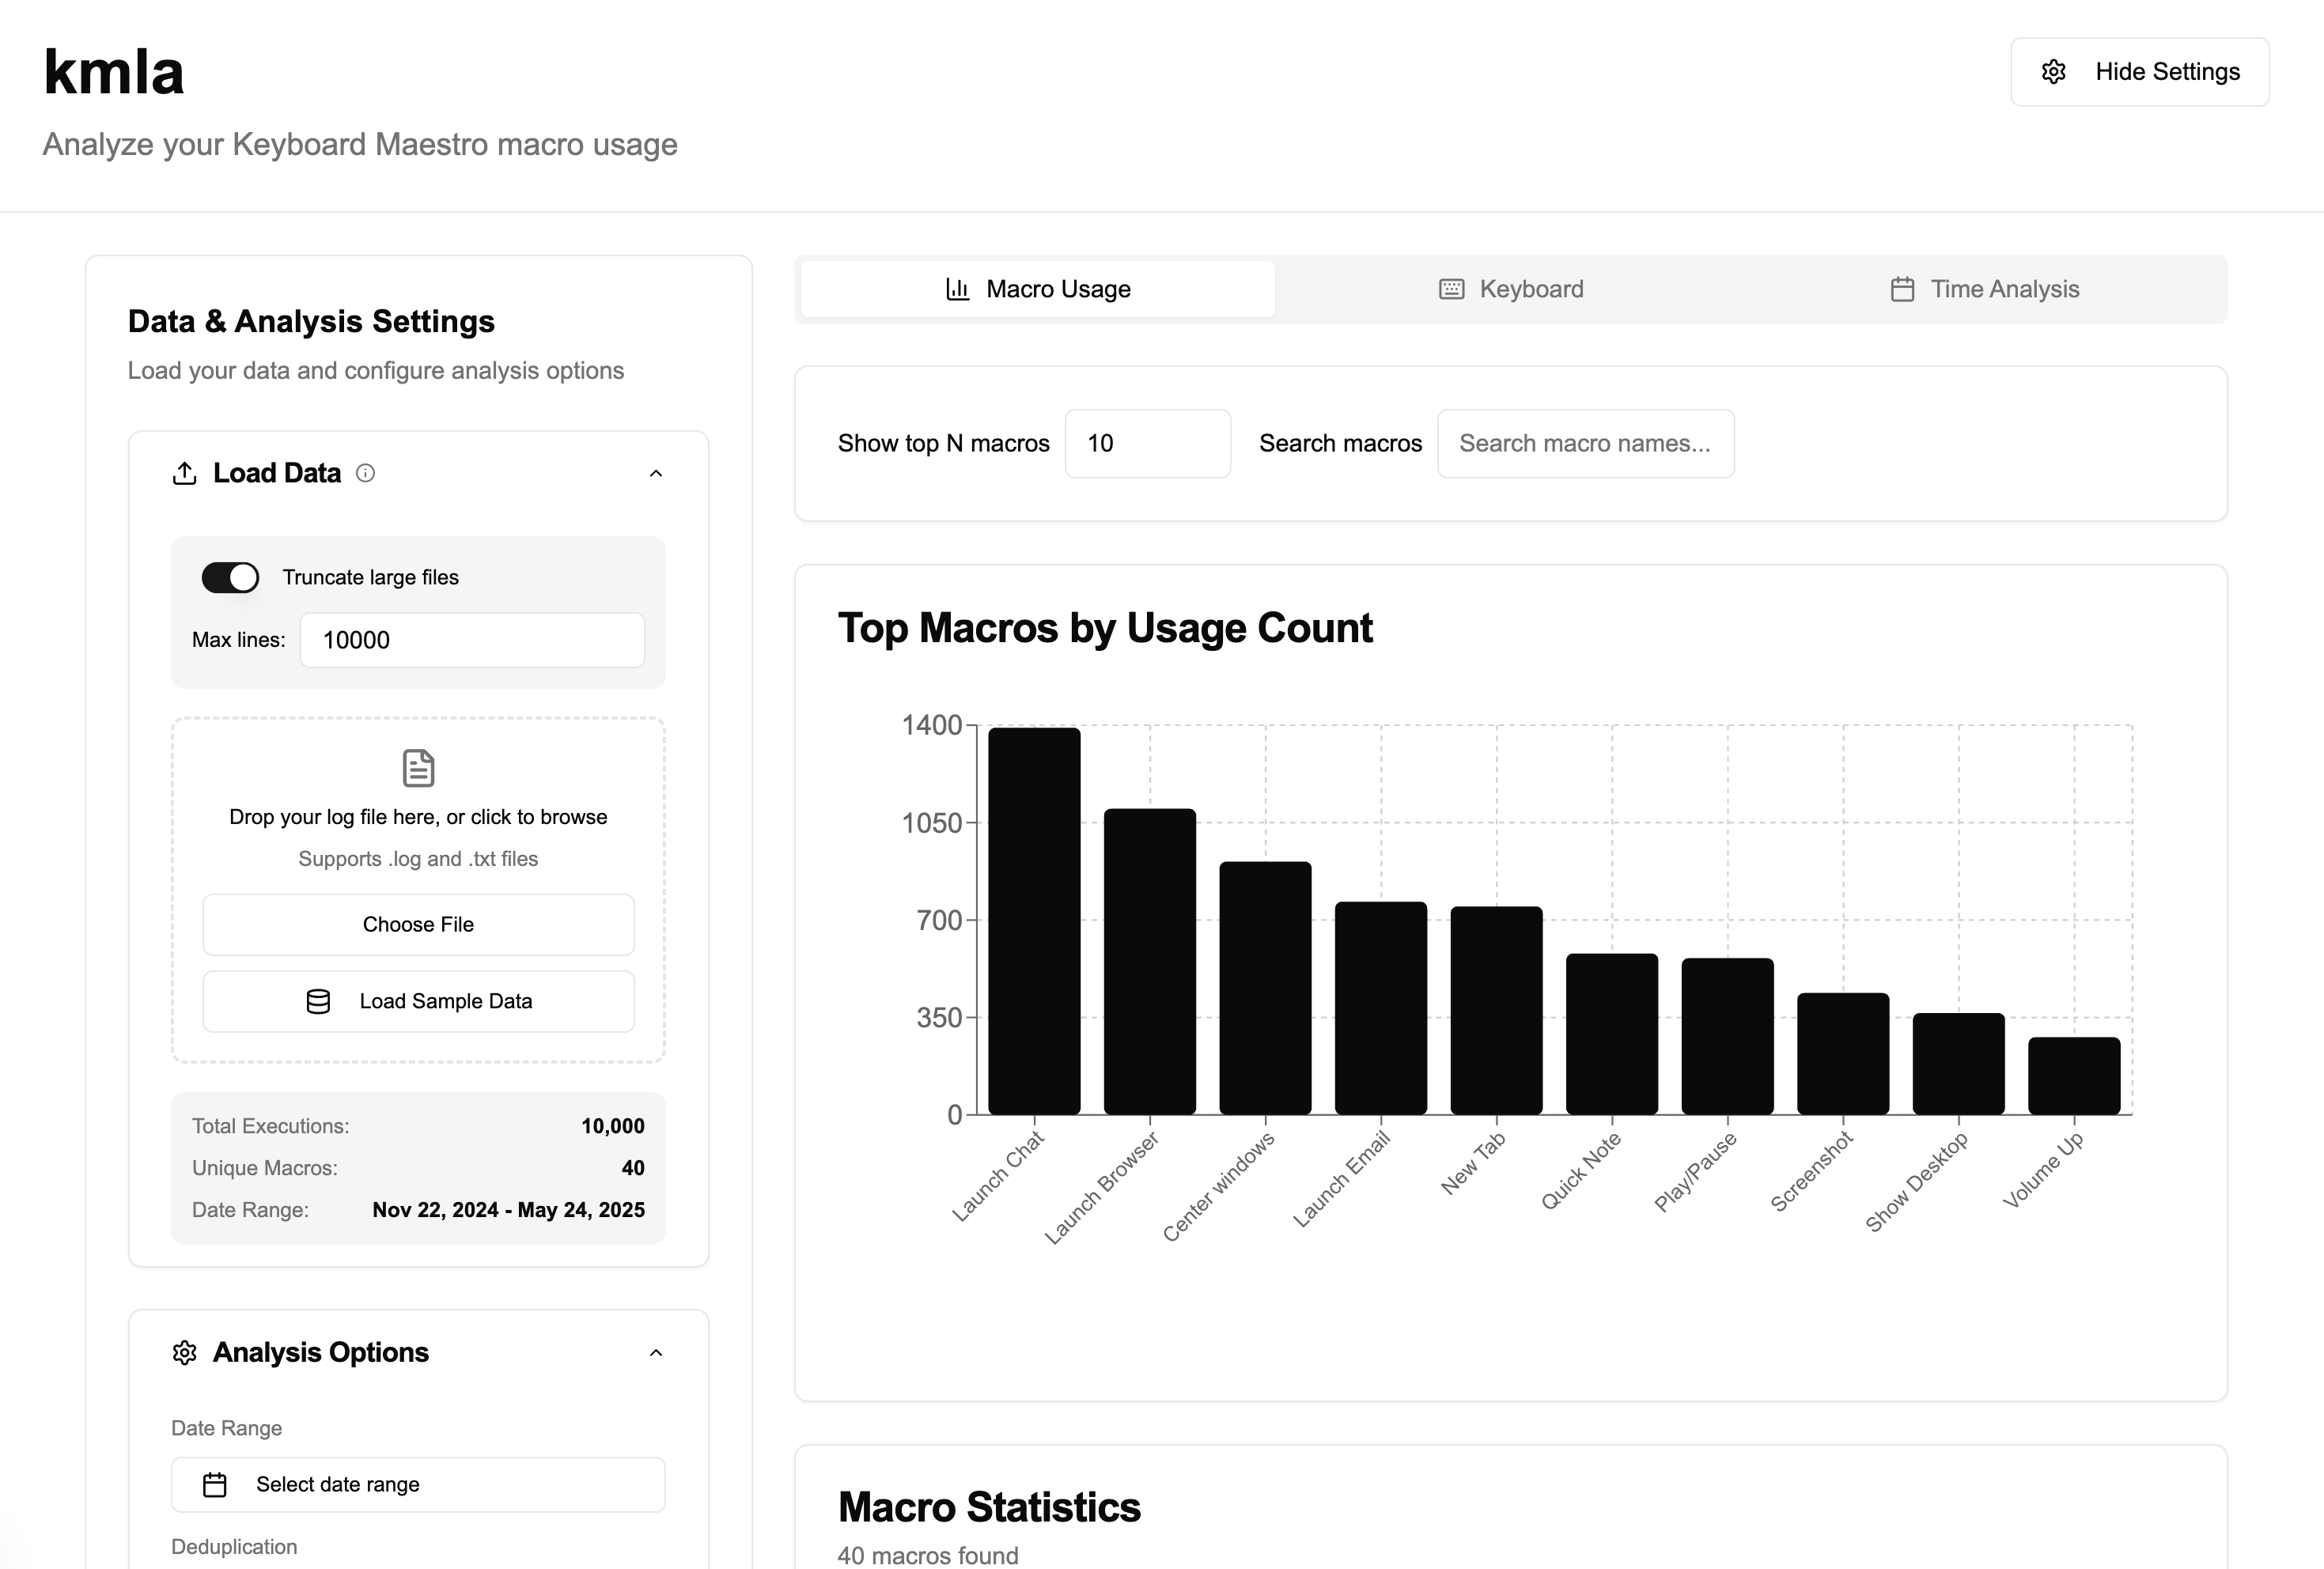 kmla
Hide Settings
Analyze your Keyboard Maestro macro usage
Data & Analysis Settings
Load your data and configure analysis options
Load Data
Truncate large files
Max lines: 10000
Drop your log file here, or click to browse
Supports .log and .txt files
Choose File
Load Sample Data
Total Executions: 10,000
Unique Macros: 40
Date Range: Nov 22, 2024 - May 24, 2025
Analysis Options
Date Range
Select date range
Deduplication
Macro Usage
Keyboard
Time Analysis
Show top N macros 10 Search macros Search macro names...
Top Macros by Usage Count
1400
1050
700
350
0
Launch Chat
Launch Browser
Center windows
Launch Email
New Tab
Quick Note
Play/Pause
Screenshot
Show Desktop
Volume Up
Macro Statistics
40 macros found